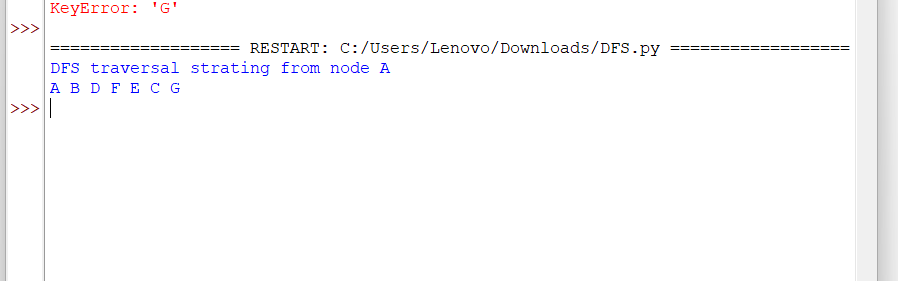 KeyError: 'G'
>>>
=================== RESTART: C:/Users/Lenovo/Downloads/DFS.py ==================
DFS traversal strating from node A
A B D F E C G
>>>